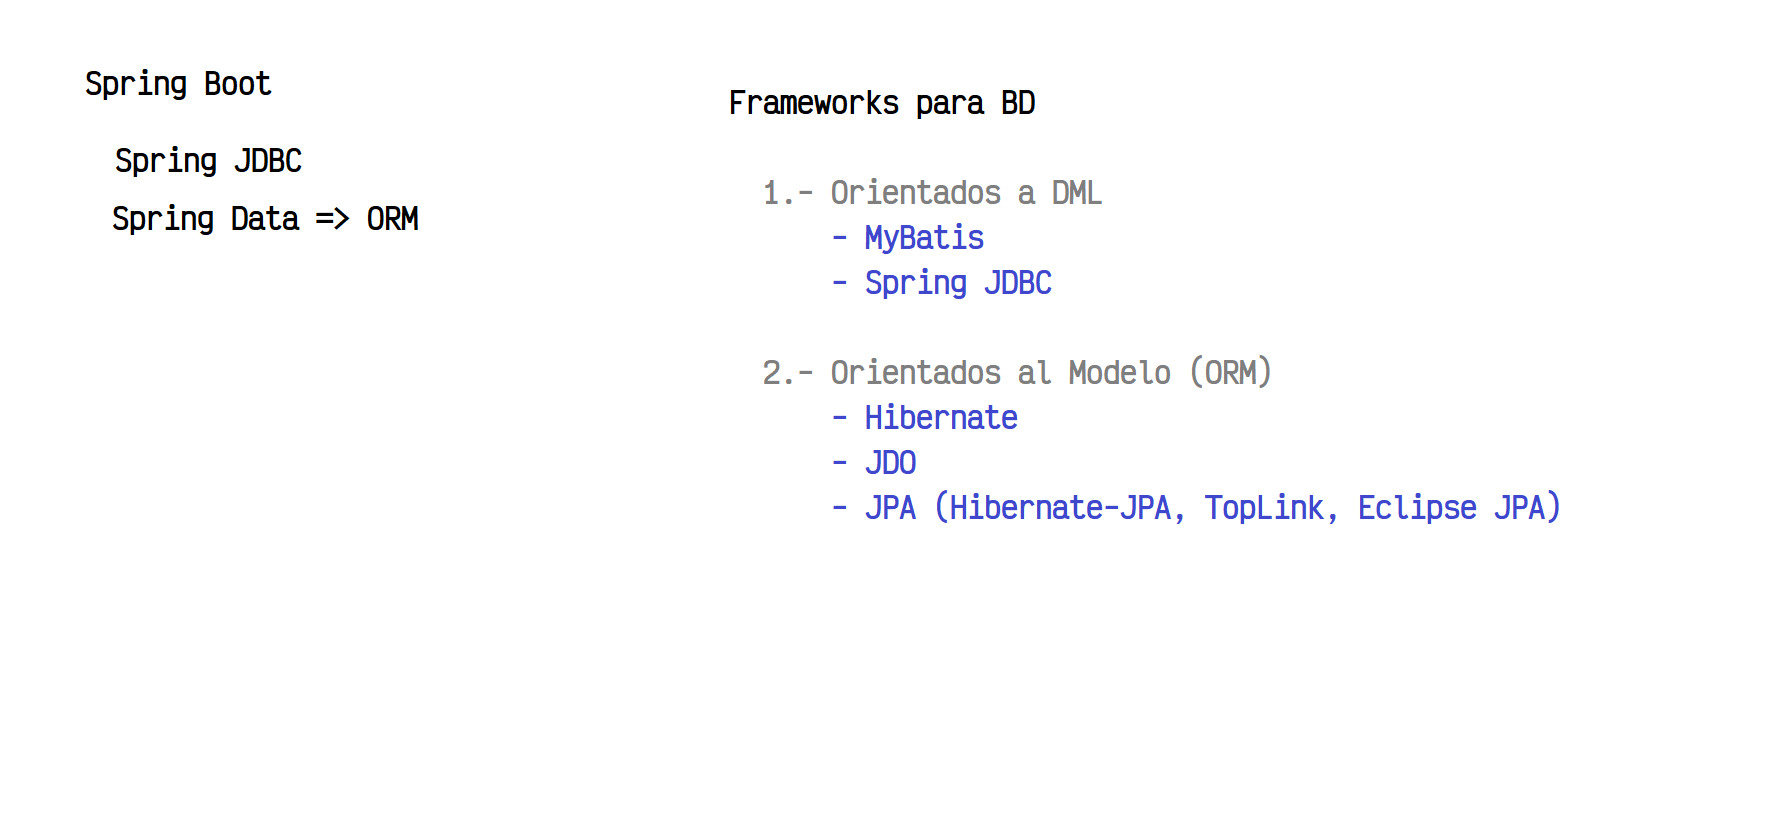 Spring Boot
Spring JDBC
Spring Data => ORM
Frameworks para BD
1.- Orientados a DML
- MyBatis
- Spring JDBC
2.- Orientados al Modelo (ORM)
- Hibernate
- JDO
- JPA (Hibernate-JPA, TopLink, Eclipse JPA)